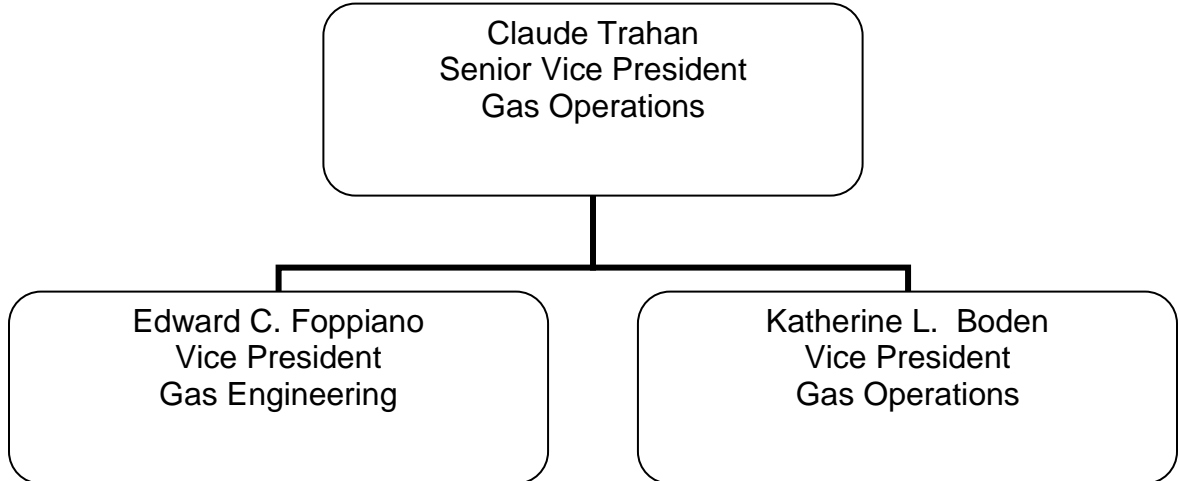 Claude Trahan
Senior Vice President
Gas Operations
Edward C. Foppiano
Vice President
Gas Engineering
Katherine L.  Boden
Vice President
Gas Operations